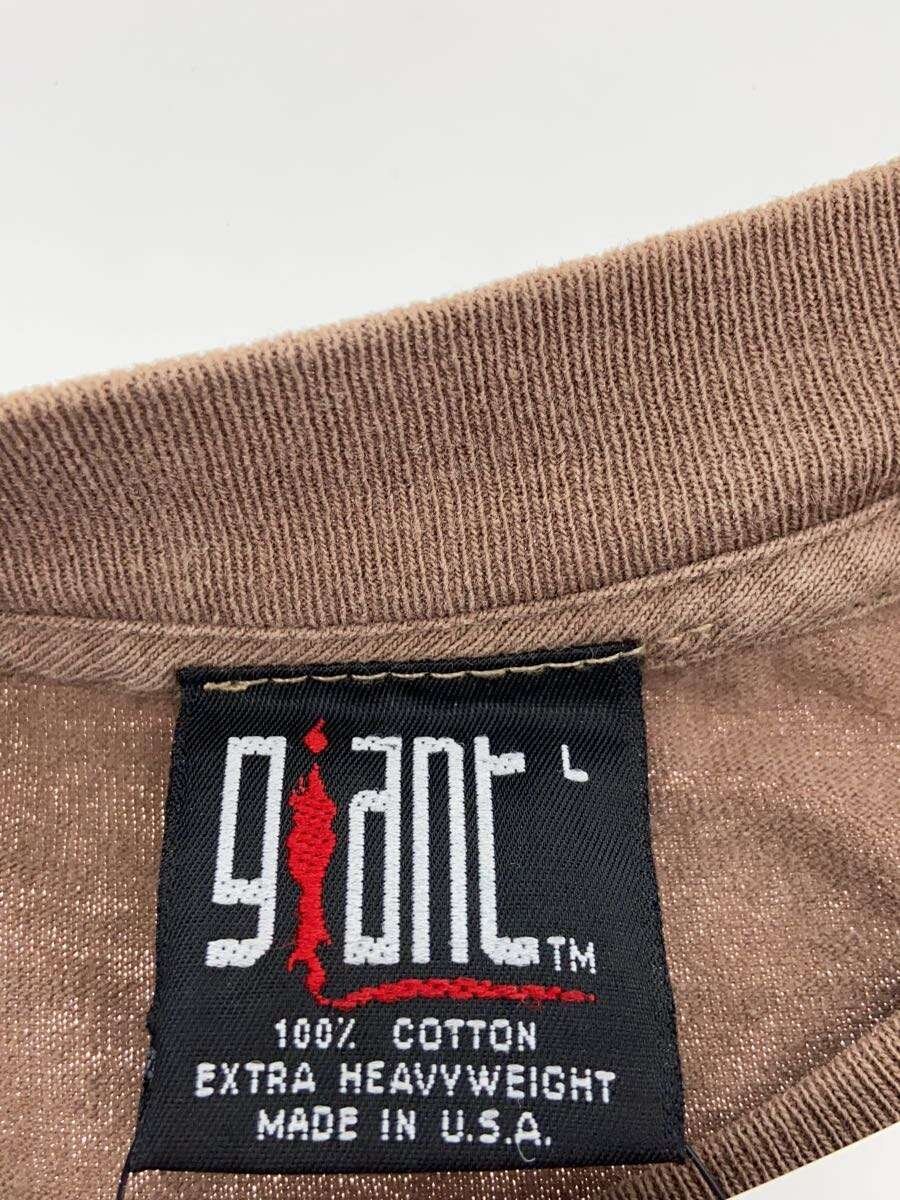 giant L
TM
100% COTTON
EXTRA HEAVYWEIGHT
MADE IN U.S.A.